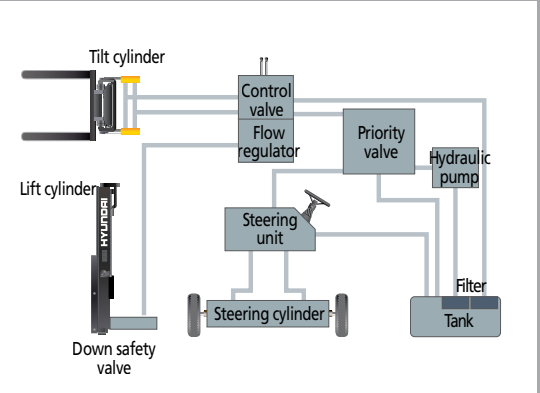 Tilt cylinder
Control
valve
Flow
regulator
Priority
valve
Hydraulic
pump
Lift cylinder
HYUNDAI
Steering
unit
Filter
Steering cylinder
Tank
Down safety
valve